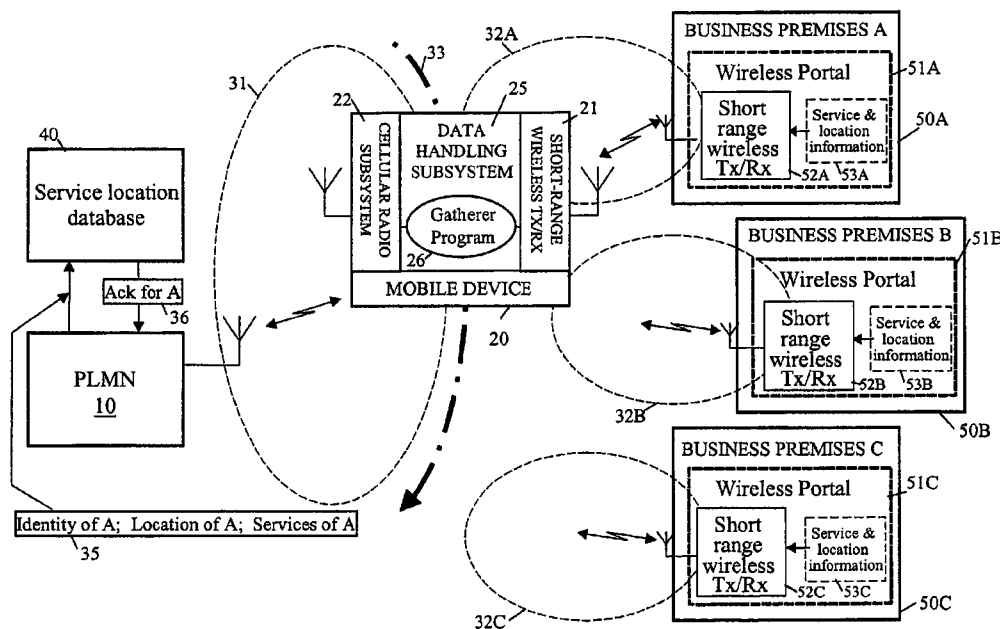 BUSINESS PREMISES A
Wireless Portal
Short
range
wireless
Tx/Rx
52A
Service &
location
information
53A
51A
50A
32A
33
31
25
22
21
CELLULAR RADIO
SUBSYSTEM
DATA
HANDLING
SUBSYSTEM
Gatherer
Program
26
SHORT-RANGE
WIRELESS TX/RX
MOBILE DEVICE
20
40
Service location
database
Ack for A
36
PLMN
10
Identity of A; Location of A; Services of A
35
BUSINESS PREMISES B
Wireless Portal
Short
range
wireless
Tx/Rx
52B
Service &
location
information
53B
51B
50B
32B
BUSINESS PREMISES C
Wireless Portal
Short
range
wireless
Tx/Rx
52C
Service &
location
information
53C
51C
50C
32C